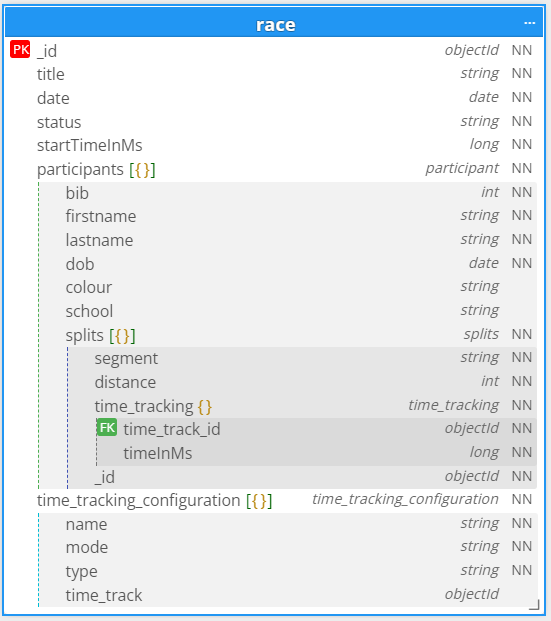 race ...
PK _id objectId NN
title string NN
date date NN
status string NN
startTimeInMs long NN
participants [{}] participant NN
bib int NN
firstname string NN
lastname string NN
dob date NN
colour string
school string
splits [{}] splits NN
segment string NN
distance int NN
time_tracking {} time_tracking NN
FK time_track_id objectId NN
timeInMs long NN
_id objectId NN
time_tracking_configuration [{}] time_tracking_configuration NN
name string NN
mode string NN
type string NN
time_track objectId